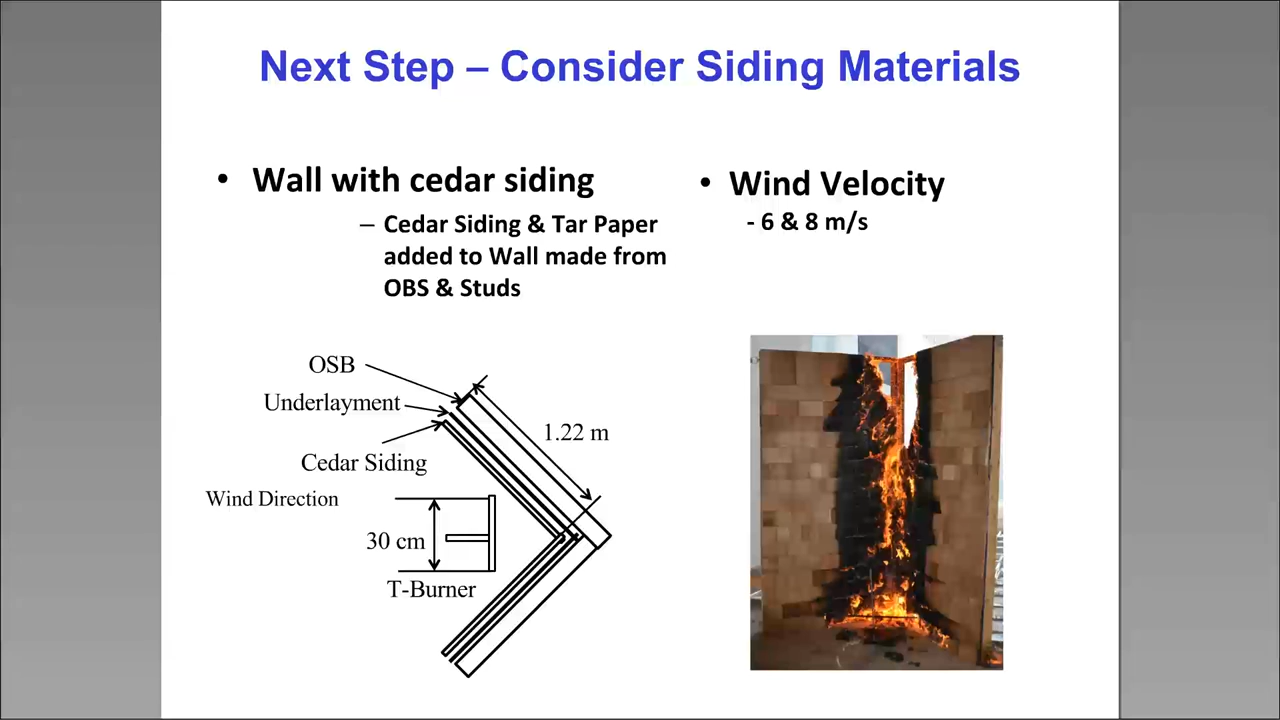 Next Step – Consider Siding Materials
• Wall with cedar siding
– Cedar Siding & Tar Paper
added to Wall made from
OBS & Studs
• Wind Velocity
- 6 & 8 m/s
OSB
Underlayment
1.22 m
Cedar Siding
Wind Direction
30 cm
T-Burner